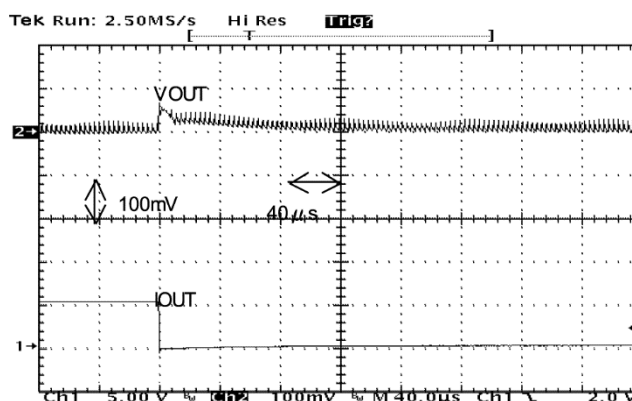 Tek Run: 2.50MS/s Hi Res Trig?
[ T ]
VOUT
2→
100mV
40μs
IOUT
1→
Ch1 5.00 V Ch2 100mV M 40.0µs Ch1 2.0 V